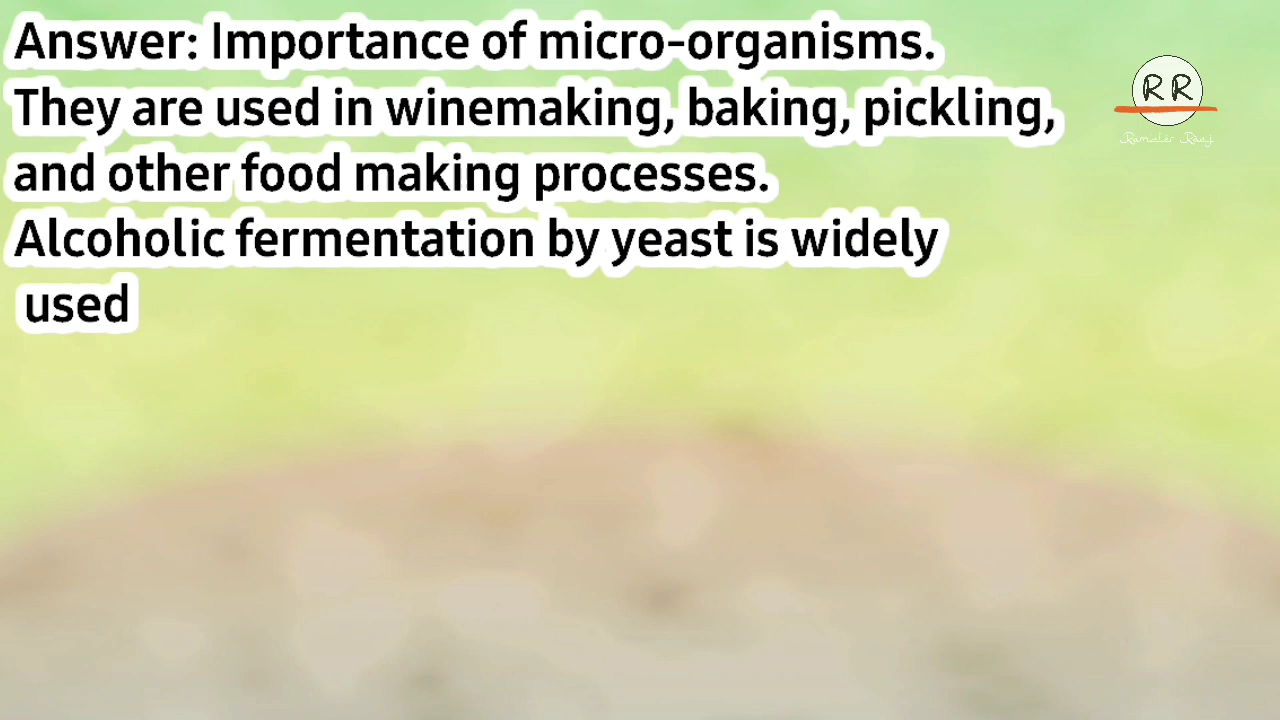 Answer: Importance of micro-organisms.
They are used in winemaking, baking, pickling,
and other food making processes.
Alcoholic fermentation by yeast is widely
used
RR